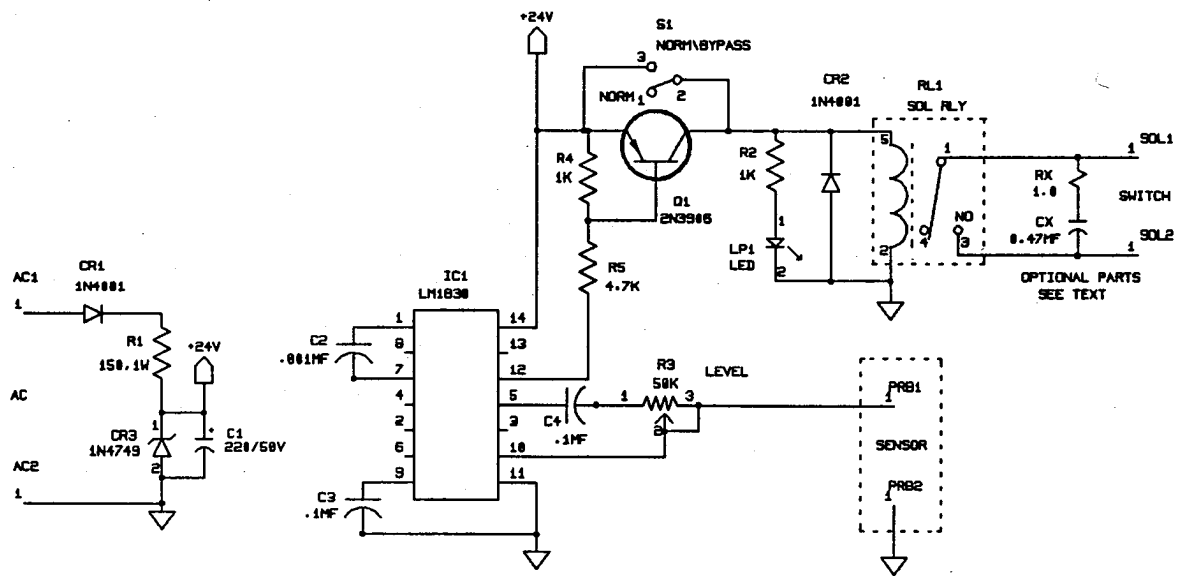 +24V
S1
NORM\BYPASS
3
NORM 1
2
CR2
1N4001
RL1
SOL RLY
R4
1K
Q1
2N3905
R2
1K
1
LP1
LED
2
5
2
1
4
NO
3
1 SOL1
RX
1.0
SWITCH
CX
0.47MF
1 SOL2
OPTIONAL PARTS
SEE TEXT
R5
4.7K
AC1
1
CR1
1N4001
R1
150,1W
+24V
AC
CR3
1N4749
1
2
+
C1
220/50V
AC2
1
IC1
LM1830
1
8
7
4
2
6
9
14
13
12
5
3
10
11
C2
.001MF
C3
.1MF
C4
.1MF
R3
50K
LEVEL
1
3
2
PRB1
1
SENSOR
PRB2
1